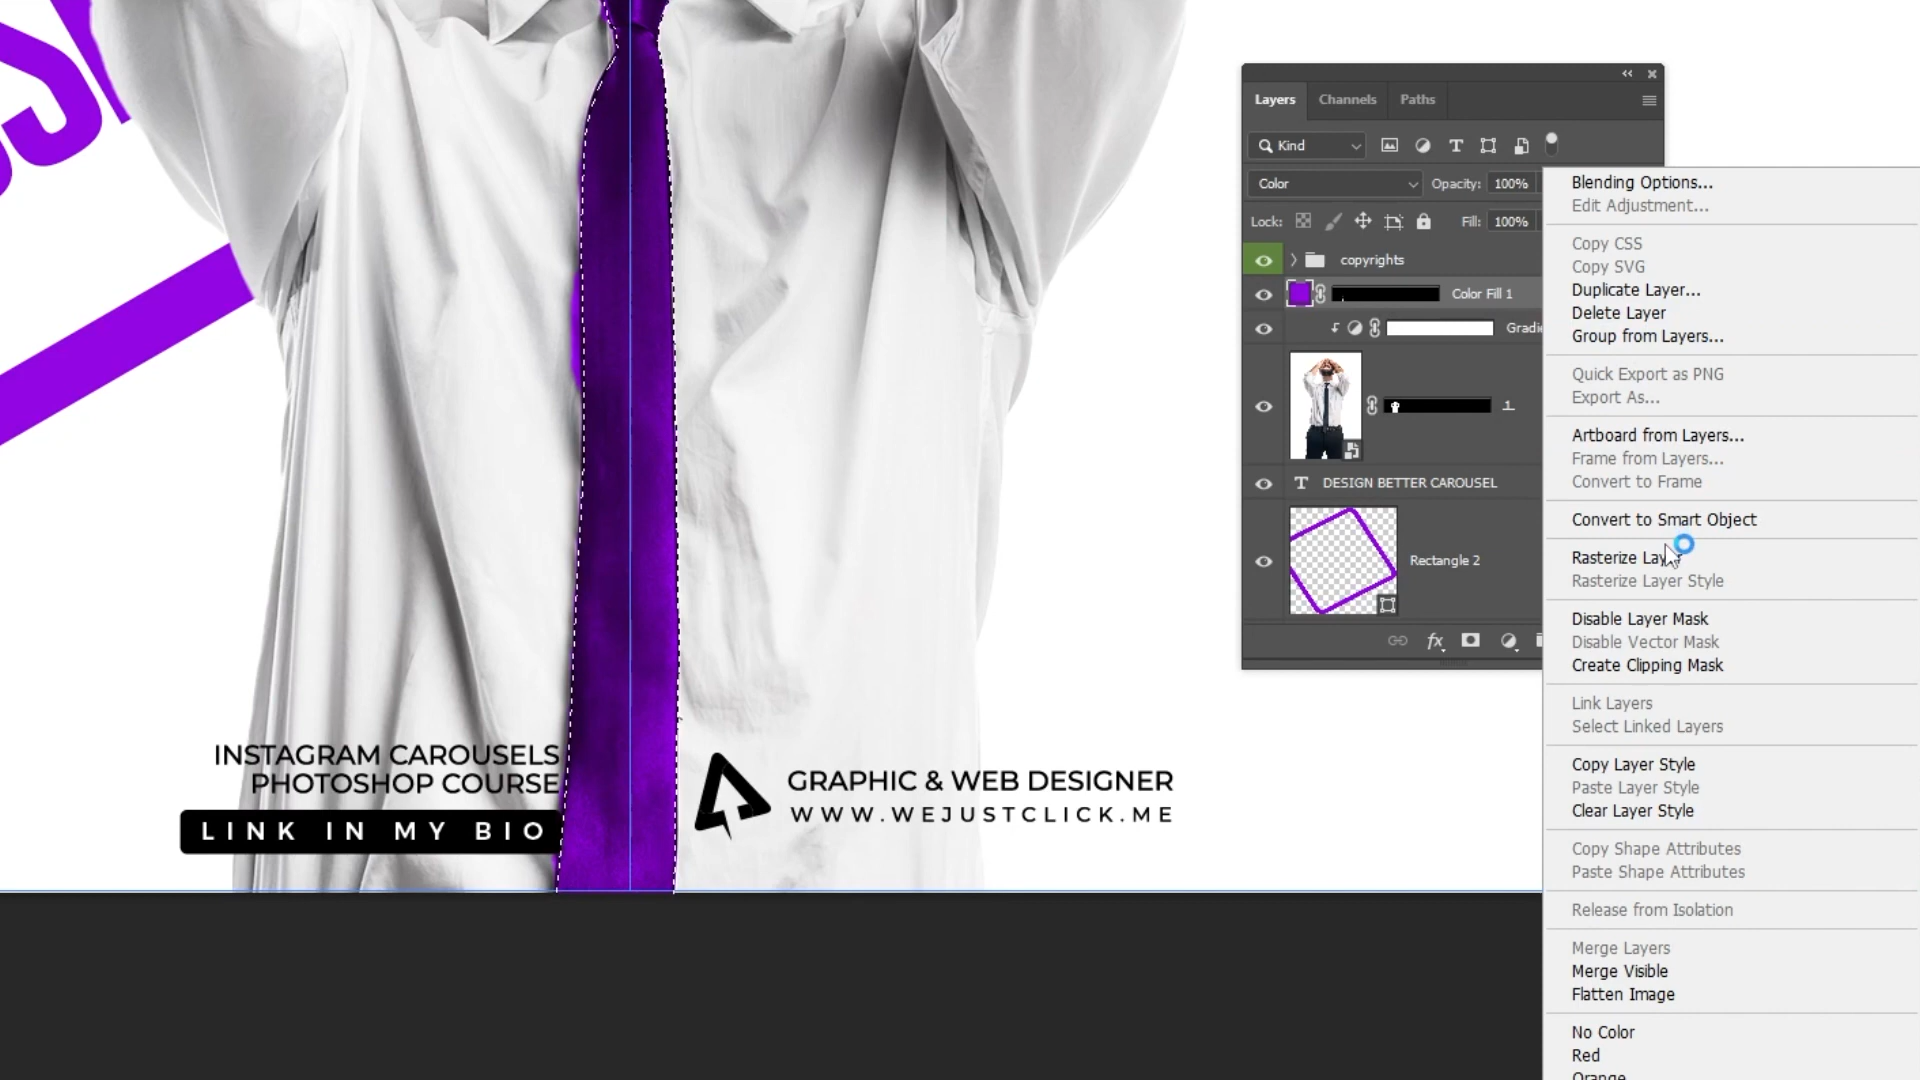 INSTAGRAM CAROUSELS
PHOTOSHOP COURSE
LINK IN MY BIO
GRAPHIC & WEB DESIGNER
WWW.WEJUSTCLICK.ME
Layers Channels Paths
Kind
Color Opacity: 100%
Lock: Fill: 100%
copyrights
Color Fill 1
1
DESIGN BETTER CAROUSEL
Rectangle 2
fx
Blending Options...
Edit Adjustment...
Copy CSS
Copy SVG
Duplicate Layer...
Delete Layer
Group from Layers...
Quick Export as PNG
Export As...
Artboard from Layers...
Frame from Layers...
Convert to Frame
Convert to Smart Object
Rasterize Layer
Rasterize Layer Style
Disable Layer Mask
Disable Vector Mask
Create Clipping Mask
Link Layers
Select Linked Layers
Copy Layer Style
Paste Layer Style
Clear Layer Style
Copy Shape Attributes
Paste Shape Attributes
Release from Isolation
Merge Layers
Merge Visible
Flatten Image
No Color
Red
Orange